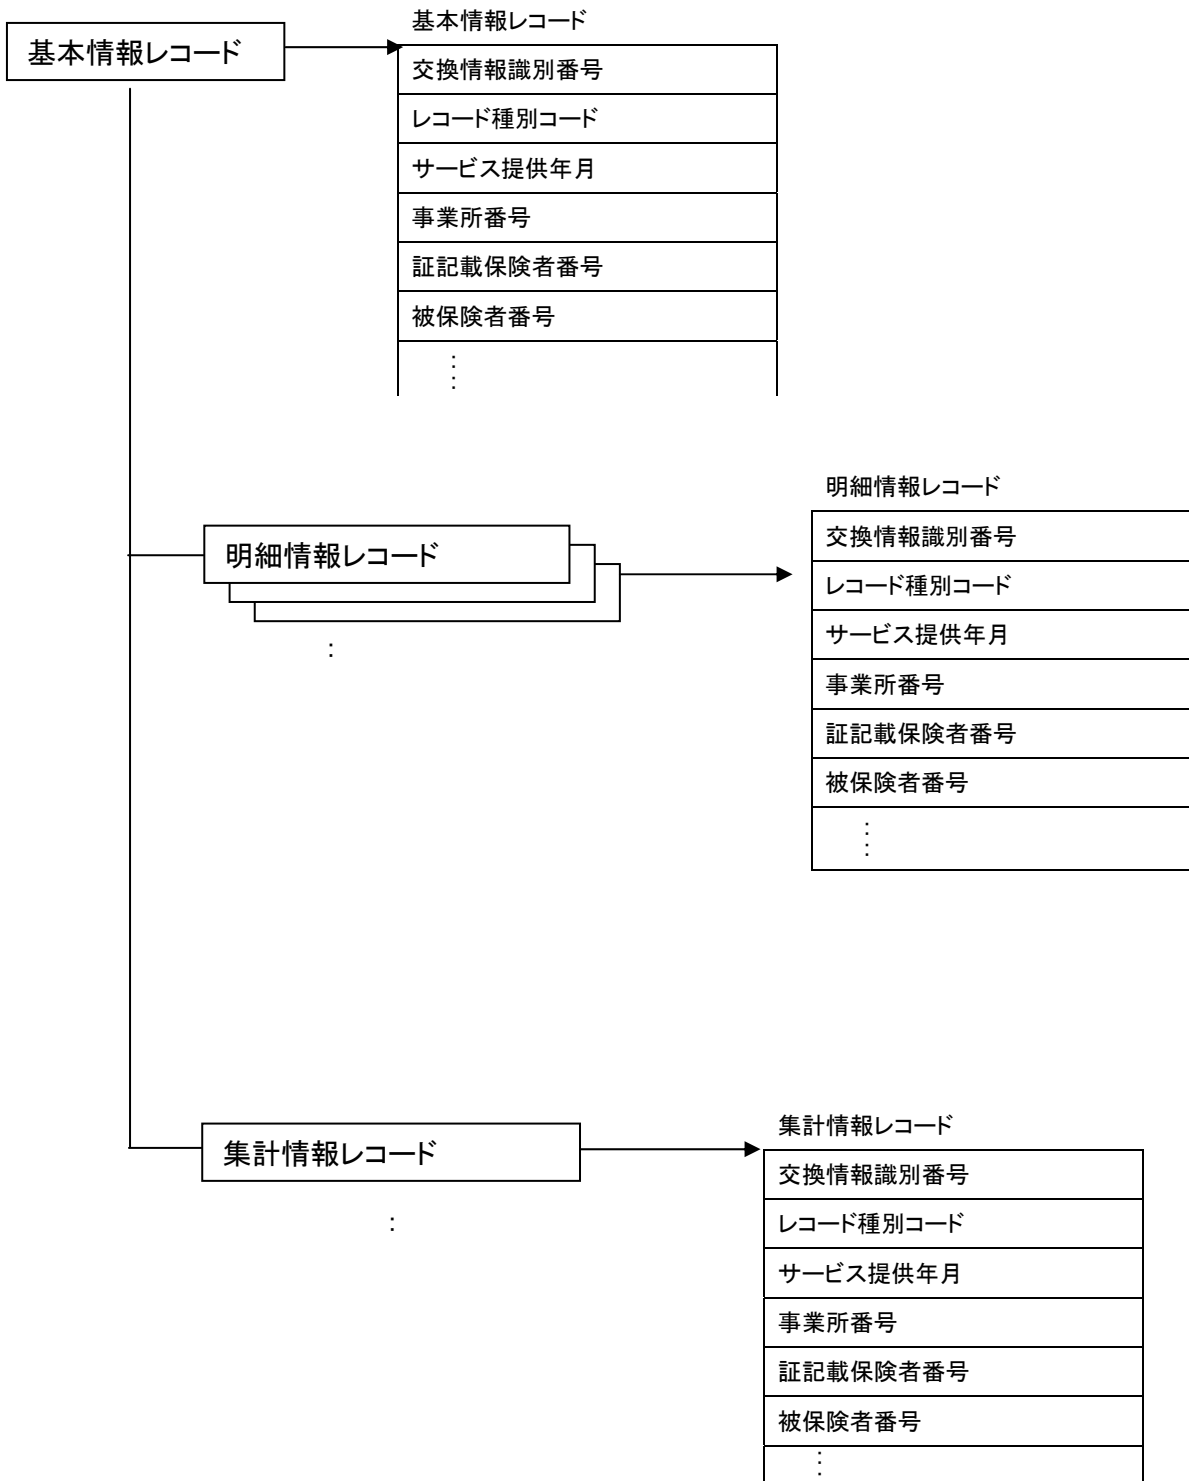 基本情報レコード
基本情報レコード
交換情報識別番号
レコード種別コード
サービス提供年月
事業所番号
証記載保険者番号
被保険者番号
：
：
明細情報レコード
：
明細情報レコード
交換情報識別番号
レコード種別コード
サービス提供年月
事業所番号
証記載保険者番号
被保険者番号
：
：
集計情報レコード
：
集計情報レコード
交換情報識別番号
レコード種別コード
サービス提供年月
事業所番号
証記載保険者番号
被保険者番号
：
：